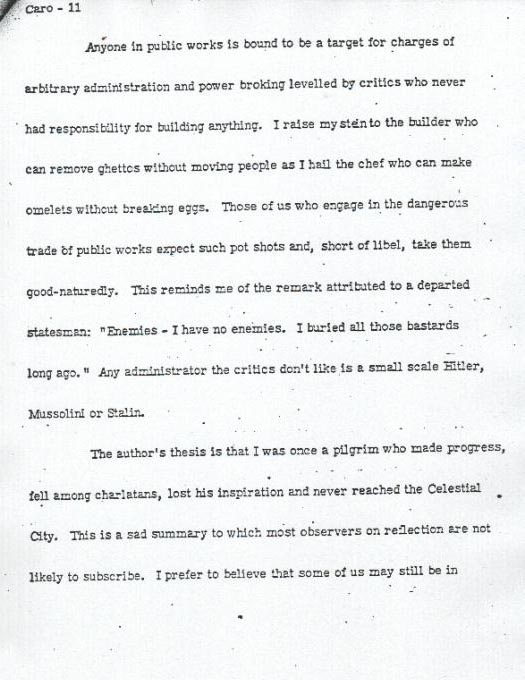 Caro - 11
Anyone in public works is bound to be a target for charges of
arbitrary administration and power broking levelled by critics who never
had responsibility for building anything. I raise my stein to the builder who
can remove ghettos without moving people as I hail the chef who can make
omelets without breaking eggs. Those of us who engage in the dangerous
trade of public works expect such pot shots and, short of libel, take them
good-naturedly. This reminds me of the remark attributed to a departed
statesman: "Enemies - I have no enemies. I buried all those bastards
long ago." Any administrator the critics don't like is a small scale Hitler,
Mussolini or Stalin.
The author's thesis is that I was once a pilgrim who made progress,
fell among charlatans, lost his inspiration and never reached the Celestial
City. This is a sad summary to which most observers on reflection are not
likely to subscribe. I prefer to believe that some of us may still be in